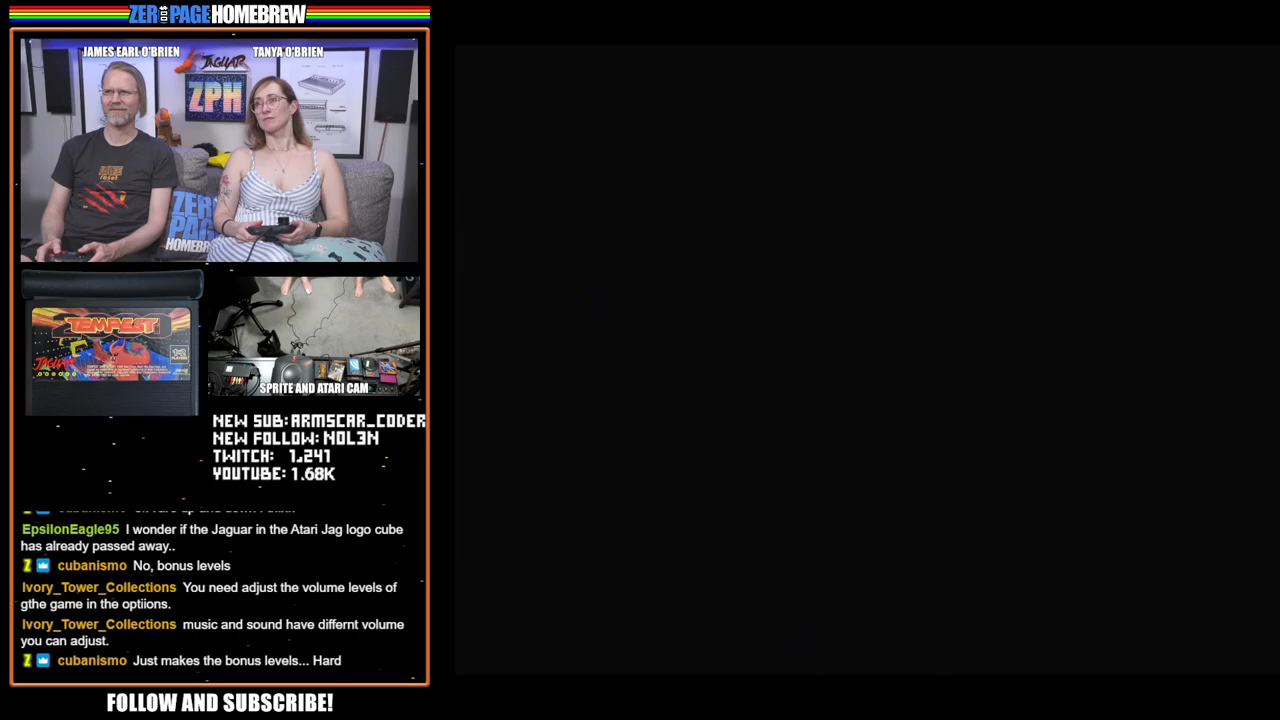 ZEROPAGE HOMEBREW
JAMES EARL O'BRIEN
TANYA O'BRIEN
JAGUAR
ZPH
ZERO
PAGE
HOMEBREW
TEMPEST
JAGUAR
SPRITE AND ATARI CAM
NEW SUB: ARMSCAR_CODER
NEW FOLLOW: NOL3N
TWITCH: 1,241
YOUTUBE: 1.68K
EpsilonEagle95 I wonder if the Jaguar in the Atari Jag logo cube
has already passed away..
Z cubanismo No, bonus levels
Ivory_Tower_Collections You need adjust the volume levels of
gthe game in the optiions.
Ivory_Tower_Collections music and sound have differnt volume
you can adjust.
Z cubanismo Just makes the bonus levels... Hard
FOLLOW AND SUBSCRIBE!